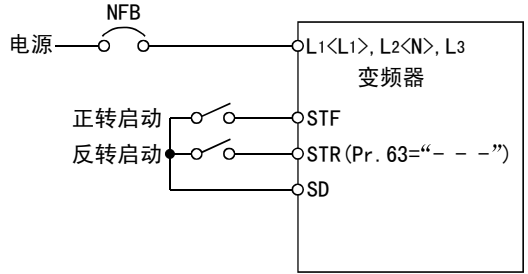 NFB
电源
L1<L1>, L2<N>, L3
变频器
正转启动
STF
反转启动
STR(Pr. 63=“- - -”)
SD